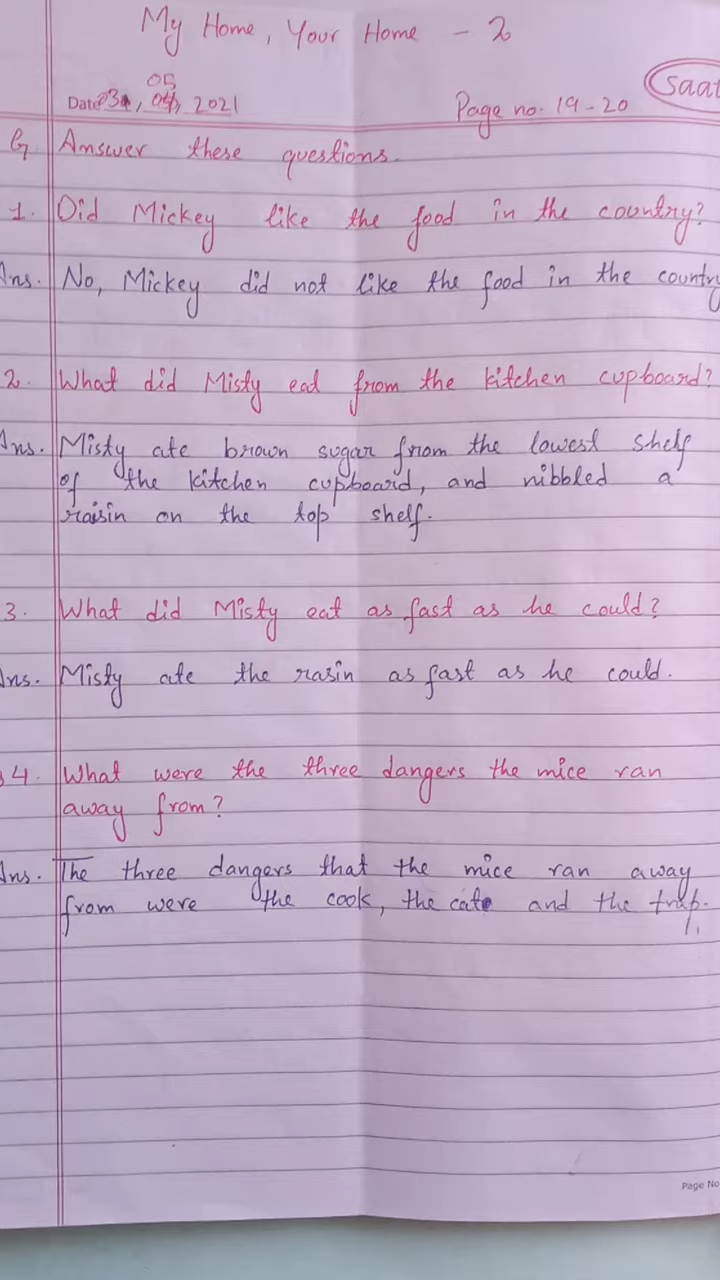 My Home, Your Home - 2
05
Date 03, 04, 2021
Page no. 19-20
saat
G Answer these questions.
1. Did Mickey like the food in the country?
Ans. No, Mickey did not like the food in the country
2. What did Misty eat from the kitchen cupboard?
Ans. Misty ate brown sugar from the lowest shelf
of the kitchen cupboard, and nibbled a
raisin on the top shelf.
3. What did Misty eat as fast as he could?
Ans. Misty ate the rasin as fast as he could.
4. What were the three dangers the mice ran
away from?
Ans. The three dangers that the mice ran away
from were the cook, the cat and the trap.
Page No